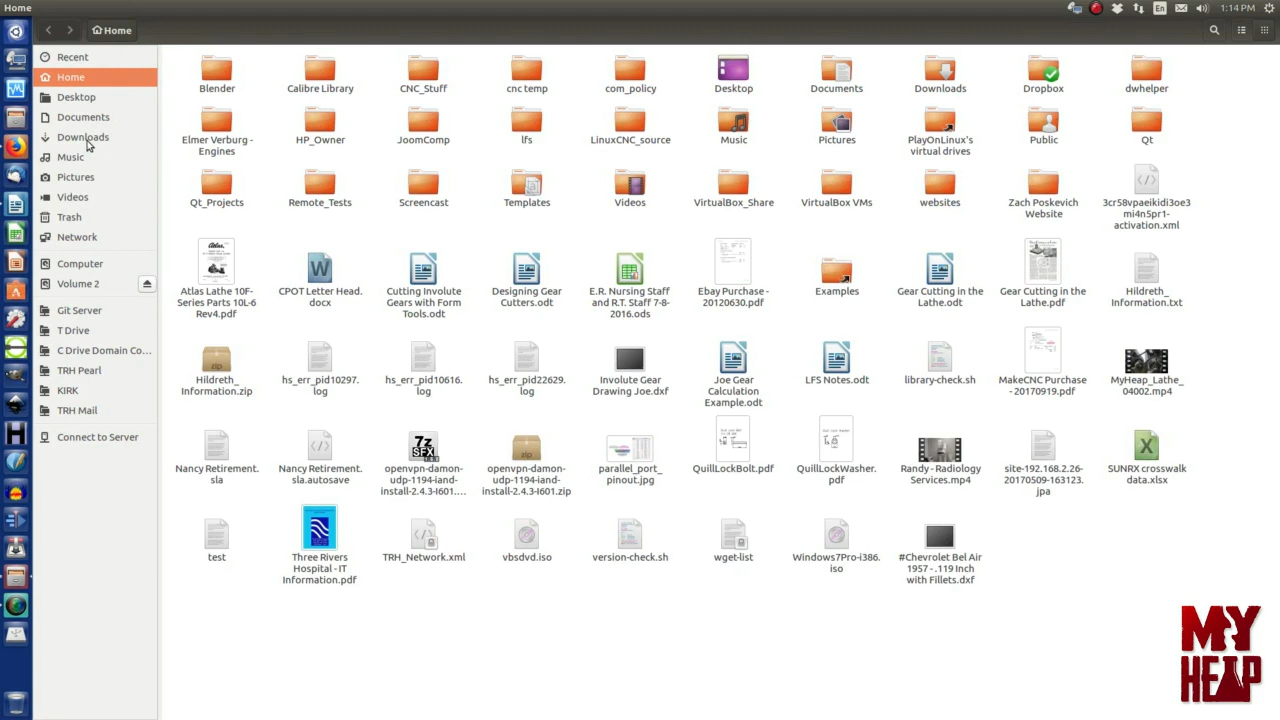 Home
En
1:14 PM
Home
Recent
Home
Desktop
Documents
Downloads
Music
Pictures
Videos
Trash
Network
Computer
Volume 2
Git Server
T Drive
C Drive Domain Co...
TRH Pearl
KIRK
TRH Mail
Connect to Server
Blender
Calibre Library
CNC_Stuff
cnc temp
com_policy
Desktop
Documents
Downloads
Dropbox
dwhelper
Elmer Verburg -
Engines
HP_Owner
JoomComp
lfs
LinuxCNC_source
Music
Pictures
PlayOnLinux's
virtual drives
Public
Qt
Qt_Projects
Remote_Tests
Screencast
Templates
Videos
VirtualBox_Share
VirtualBox VMs
websites
Zach Poskevich
Website
3cr58vpaeikidi3oe3
mi4n5pr1-
activation.xml
Atlas Lathe 10F-
Series Parts 10L-6
Rev4.pdf
CPOT Letter Head.
docx
Cutting Involute
Gears with Form
Tools.odt
Designing Gear
Cutters.odt
E.R. Nursing Staff
and R.T. Staff 7-8-
2016.ods
Ebay Purchase -
20120630.pdf
Examples
Gear Cutting in the
Lathe.odt
Gear Cutting in the
Lathe.pdf
Hildreth_
Information.txt
zip
Hildreth_
Information.zip
hs_err_pid10297.
log
hs_err_pid10616.
log
hs_err_pid22629.
log
Involute Gear
Drawing Joe.dxf
Joe Gear
Calculation
Example.odt
LFS Notes.odt
library-check.sh
MakeCNC Purchase
- 20170919.pdf
MyHeap_Lathe_
04002.mp4
Nancy Retirement.
sla
Nancy Retirement.
sla.autosave
7z
SFX
openvpn-damon-
udp-1194-iand-
install-2.4.3-I601....
zip
openvpn-damon-
udp-1194-iand-
install-2.4.3-I601.zip
parallel_port_
pinout.jpg
QuillLockBolt.pdf
QuillLockWasher.
pdf
Randy - Radiology
Services.mp4
site-192.168.2.26-
20170509-163123.
jpa
SUNRX crosswalk
data.xlsx
test
Three Rivers
Hospital - IT
Information.pdf
TRH_Network.xml
vbsdvd.iso
version-check.sh
wget-list
Windows7Pro-i386.
iso
#Chevrolet Bel Air
1957 - .119 Inch
with Fillets.dxf
MY
HEAP